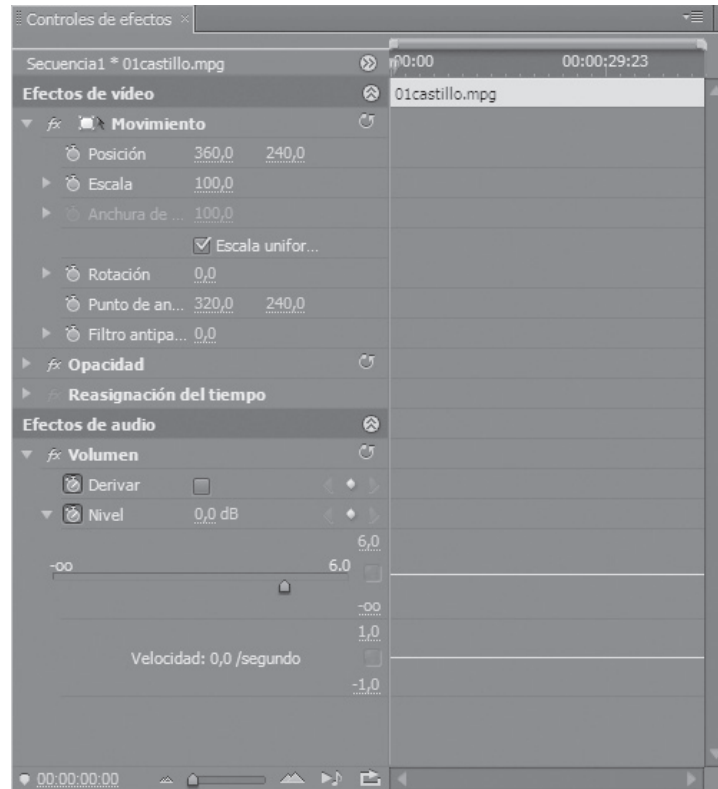 Controles de efectos ×
Secuencia1 * 01castillo.mpg
00:00 00:00:29:23
Efectos de vídeo
01castillo.mpg
fx Movimiento
Posición 360,0 240,0
Escala 100,0
Anchura de ... 100,0
Escala unifor...
Rotación 0,0
Punto de an... 320,0 240,0
Filtro antipa... 0,0
fx Opacidad
fx Reasignación del tiempo
Efectos de audio
fx Volumen
Derivar
Nivel 0,0 dB
6,0
-oo 6.0
-oo
1,0
Velocidad: 0,0 /segundo
-1,0
00:00:00:00